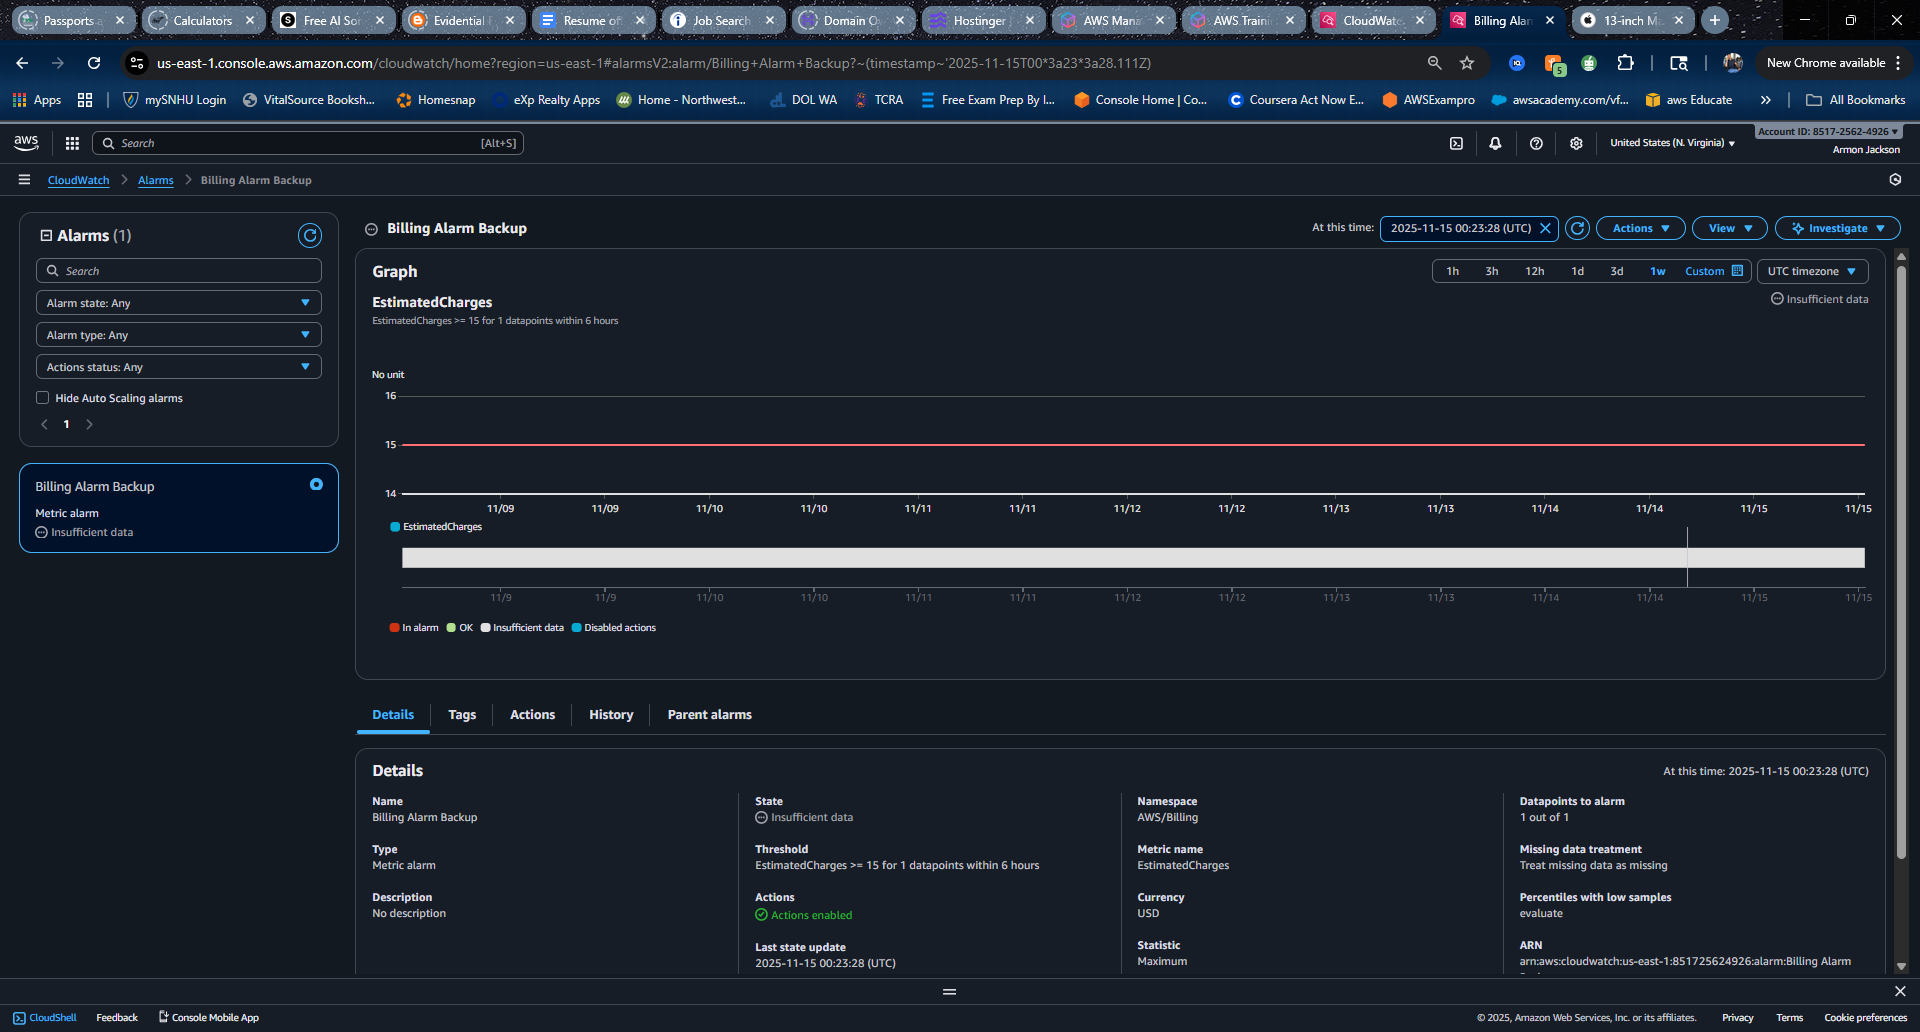 Passports a
Calculators
Free AI Sor
Evidential
Resume of
Job Search
Domain O
Hostinger
AWS Mana
AWS Traini
CloudWate
Billing Alar
13-inch M
us-east-1.console.aws.amazon.com/cloudwatch/home?region=us-east-1#alarmsV2:alarm/Billing+Alarm+Backup?~(timestamp~'2025-11-15T00*3a23*3a28.111Z)
5
New Chrome available
Apps
mySNHU Login
VitalSource Booksh...
Homesnap
eXp Realty Apps
Home - Northwest...
DOL WA
TCRA
Free Exam Prep By I...
Console Home | Co...
Coursera Act Now E...
AWSExampro
awsacademy.com/vf...
aws Educate
All Bookmarks
aws
Search
[Alt+S]
United States (N. Virginia)
Account ID: 8517-2562-4926
Armon Jackson
CloudWatch
Alarms
Billing Alarm Backup
Alarms (1)
Search
Alarm state: Any
Alarm type: Any
Actions status: Any
Hide Auto Scaling alarms
1
Billing Alarm Backup
Metric alarm
Insufficient data
Billing Alarm Backup
At this time:
2025-11-15 00:23:28 (UTC)
Actions
View
Investigate
Graph
1h 3h 12h 1d 3d 1w Custom
UTC timezone
EstimatedCharges
Insufficient data
EstimatedCharges >= 15 for 1 datapoints within 6 hours
No unit
16
15
14
11/09 11/09 11/10 11/10 11/11 11/11 11/12 11/12 11/13 11/13 11/14 11/14 11/15 11/15
EstimatedCharges
11/9 11/9 11/10 11/10 11/11 11/11 11/12 11/12 11/13 11/13 11/14 11/14 11/15 11/15
In alarm OK Insufficient data Disabled actions
Details
Tags
Actions
History
Parent alarms
Details
At this time: 2025-11-15 00:23:28 (UTC)
Name
Billing Alarm Backup
Type
Metric alarm
Description
No description
State
Insufficient data
Threshold
EstimatedCharges >= 15 for 1 datapoints within 6 hours
Actions
Actions enabled
Last state update
2025-11-15 00:23:28 (UTC)
Namespace
AWS/Billing
Metric name
EstimatedCharges
Currency
USD
Statistic
Maximum
Datapoints to alarm
1 out of 1
Missing data treatment
Treat missing data as missing
Percentiles with low samples
evaluate
ARN
arn:aws:cloudwatch:us-east-1:851725624926:alarm:Billing Alarm
CloudShell
Feedback
Console Mobile App
© 2025, Amazon Web Services, Inc. or its affiliates.
Privacy
Terms
Cookie preferences